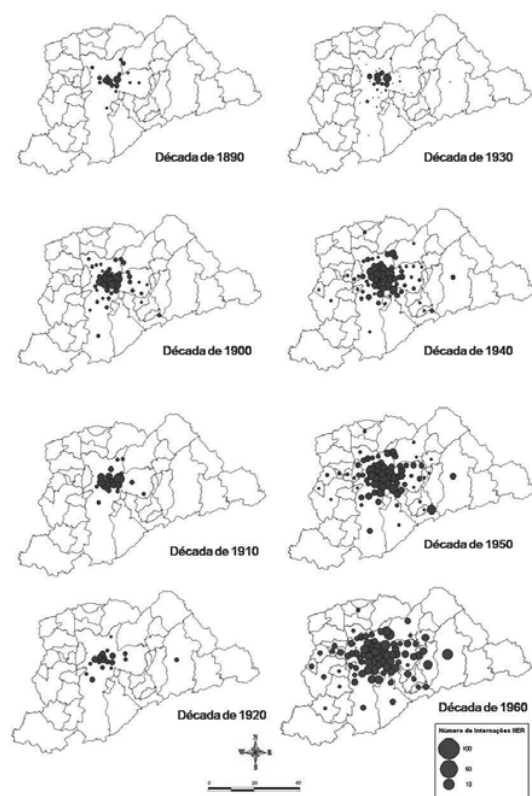 Década de 1890
Década de 1930
Década de 1900
Década de 1940
Década de 1910
Década de 1950
Década de 1920
Década de 1960
Número de internações IIER
100
50
10
N
S
0 20 40